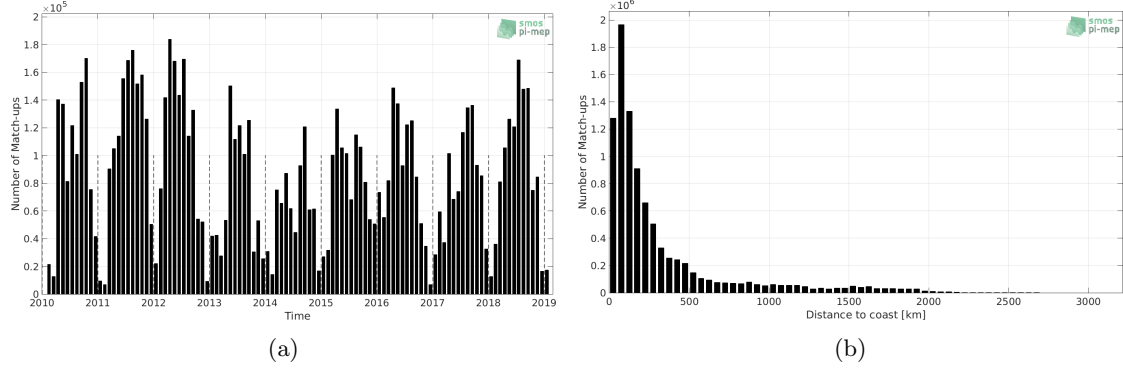 ×10^5
2
1.8
1.6
1.4
1.2
1
0.8
0.6
0.4
0.2
0
Number of Match-ups
2010 2011 2012 2013 2014 2015 2016 2017 2018 2019
Time
smos
pi-mep
(a)
×10^6
2
1.8
1.6
1.4
1.2
1
0.8
0.6
0.4
0.2
0
Number of Match-ups
0 500 1000 1500 2000 2500 3000
Distance to coast [km]
smos
pi-mep
(b)